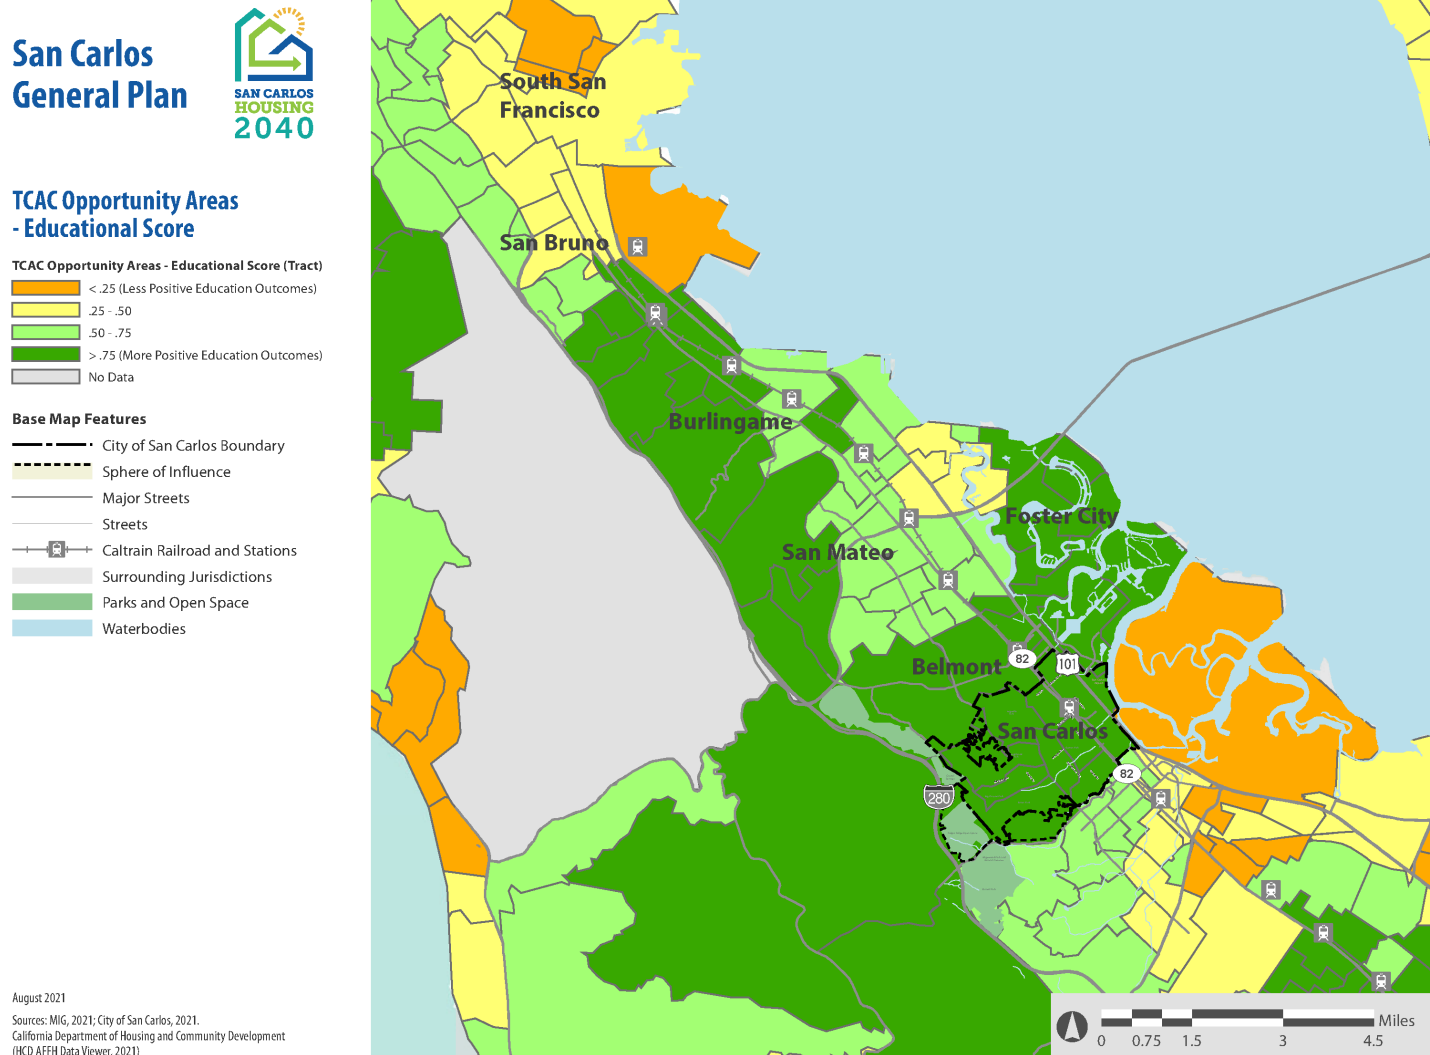 San Carlos
General Plan
SAN CARLOS
HOUSING
2040
TCAC Opportunity Areas
- Educational Score
TCAC Opportunity Areas - Educational Score (Tract)
< .25 (Less Positive Education Outcomes)
.25 - .50
.50 - .75
> .75 (More Positive Education Outcomes)
No Data
Base Map Features
City of San Carlos Boundary
Sphere of Influence
Major Streets
Streets
Caltrain Railroad and Stations
Surrounding Jurisdictions
Parks and Open Space
Waterbodies
August 2021
Sources: MIG, 2021; City of San Carlos, 2021.
California Department of Housing and Community Development
(HCD AFFH Data Viewer, 2021)
South San
Francisco
San Bruno
Burlingame
Foster City
San Mateo
Belmont
82
101
San Carlos
82
280
Miles
0 0.75 1.5 3 4.5